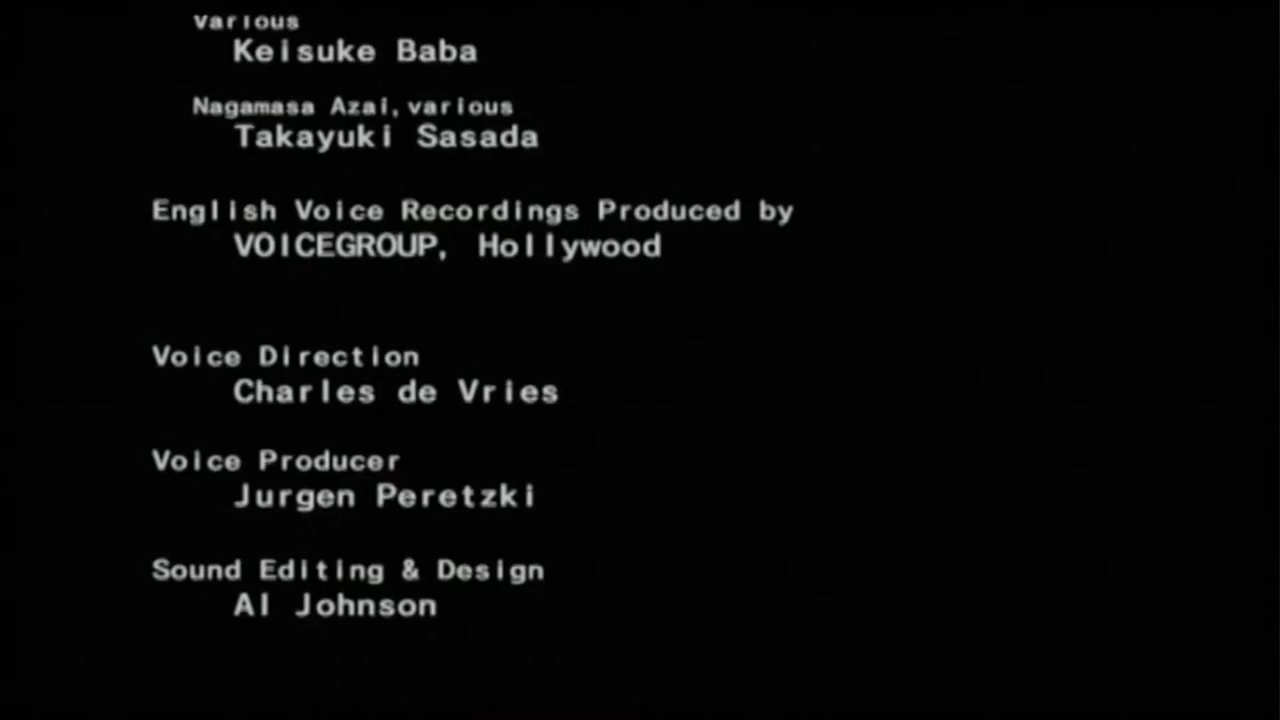 various
Keisuke Baba
Nagamasa Azai, various
Takayuki Sasada
English Voice Recordings Produced by
VOICEGROUP, Hollywood
Voice Direction
Charles de Vries
Voice Producer
Jurgen Peretzki
Sound Editing & Design
Al Johnson